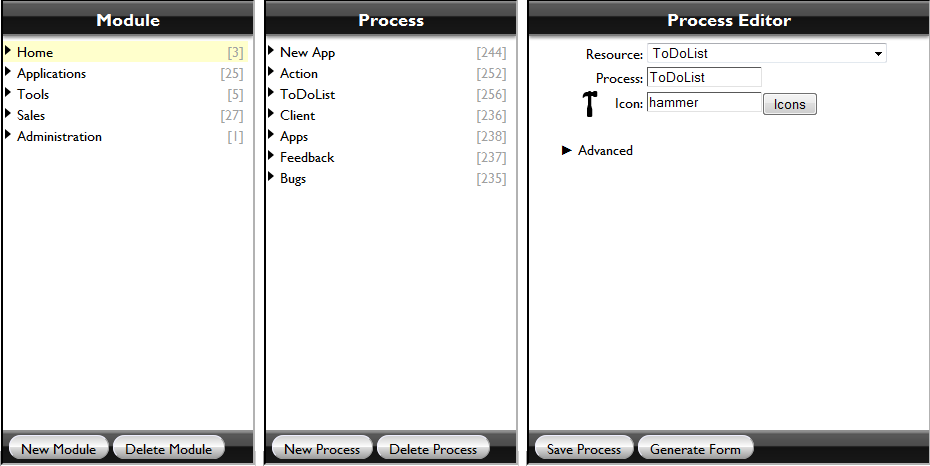 Module
Home [3]
Applications [25]
Tools [5]
Sales [27]
Administration [1]
New Module Delete Module
Process
New App [244]
Action [252]
ToDoList [256]
Client [236]
Apps [238]
Feedback [237]
Bugs [235]
New Process Delete Process
Process Editor
Resource: ToDoList
Process: ToDoList
Icon: hammer Icons
Advanced
Save Process Generate Form